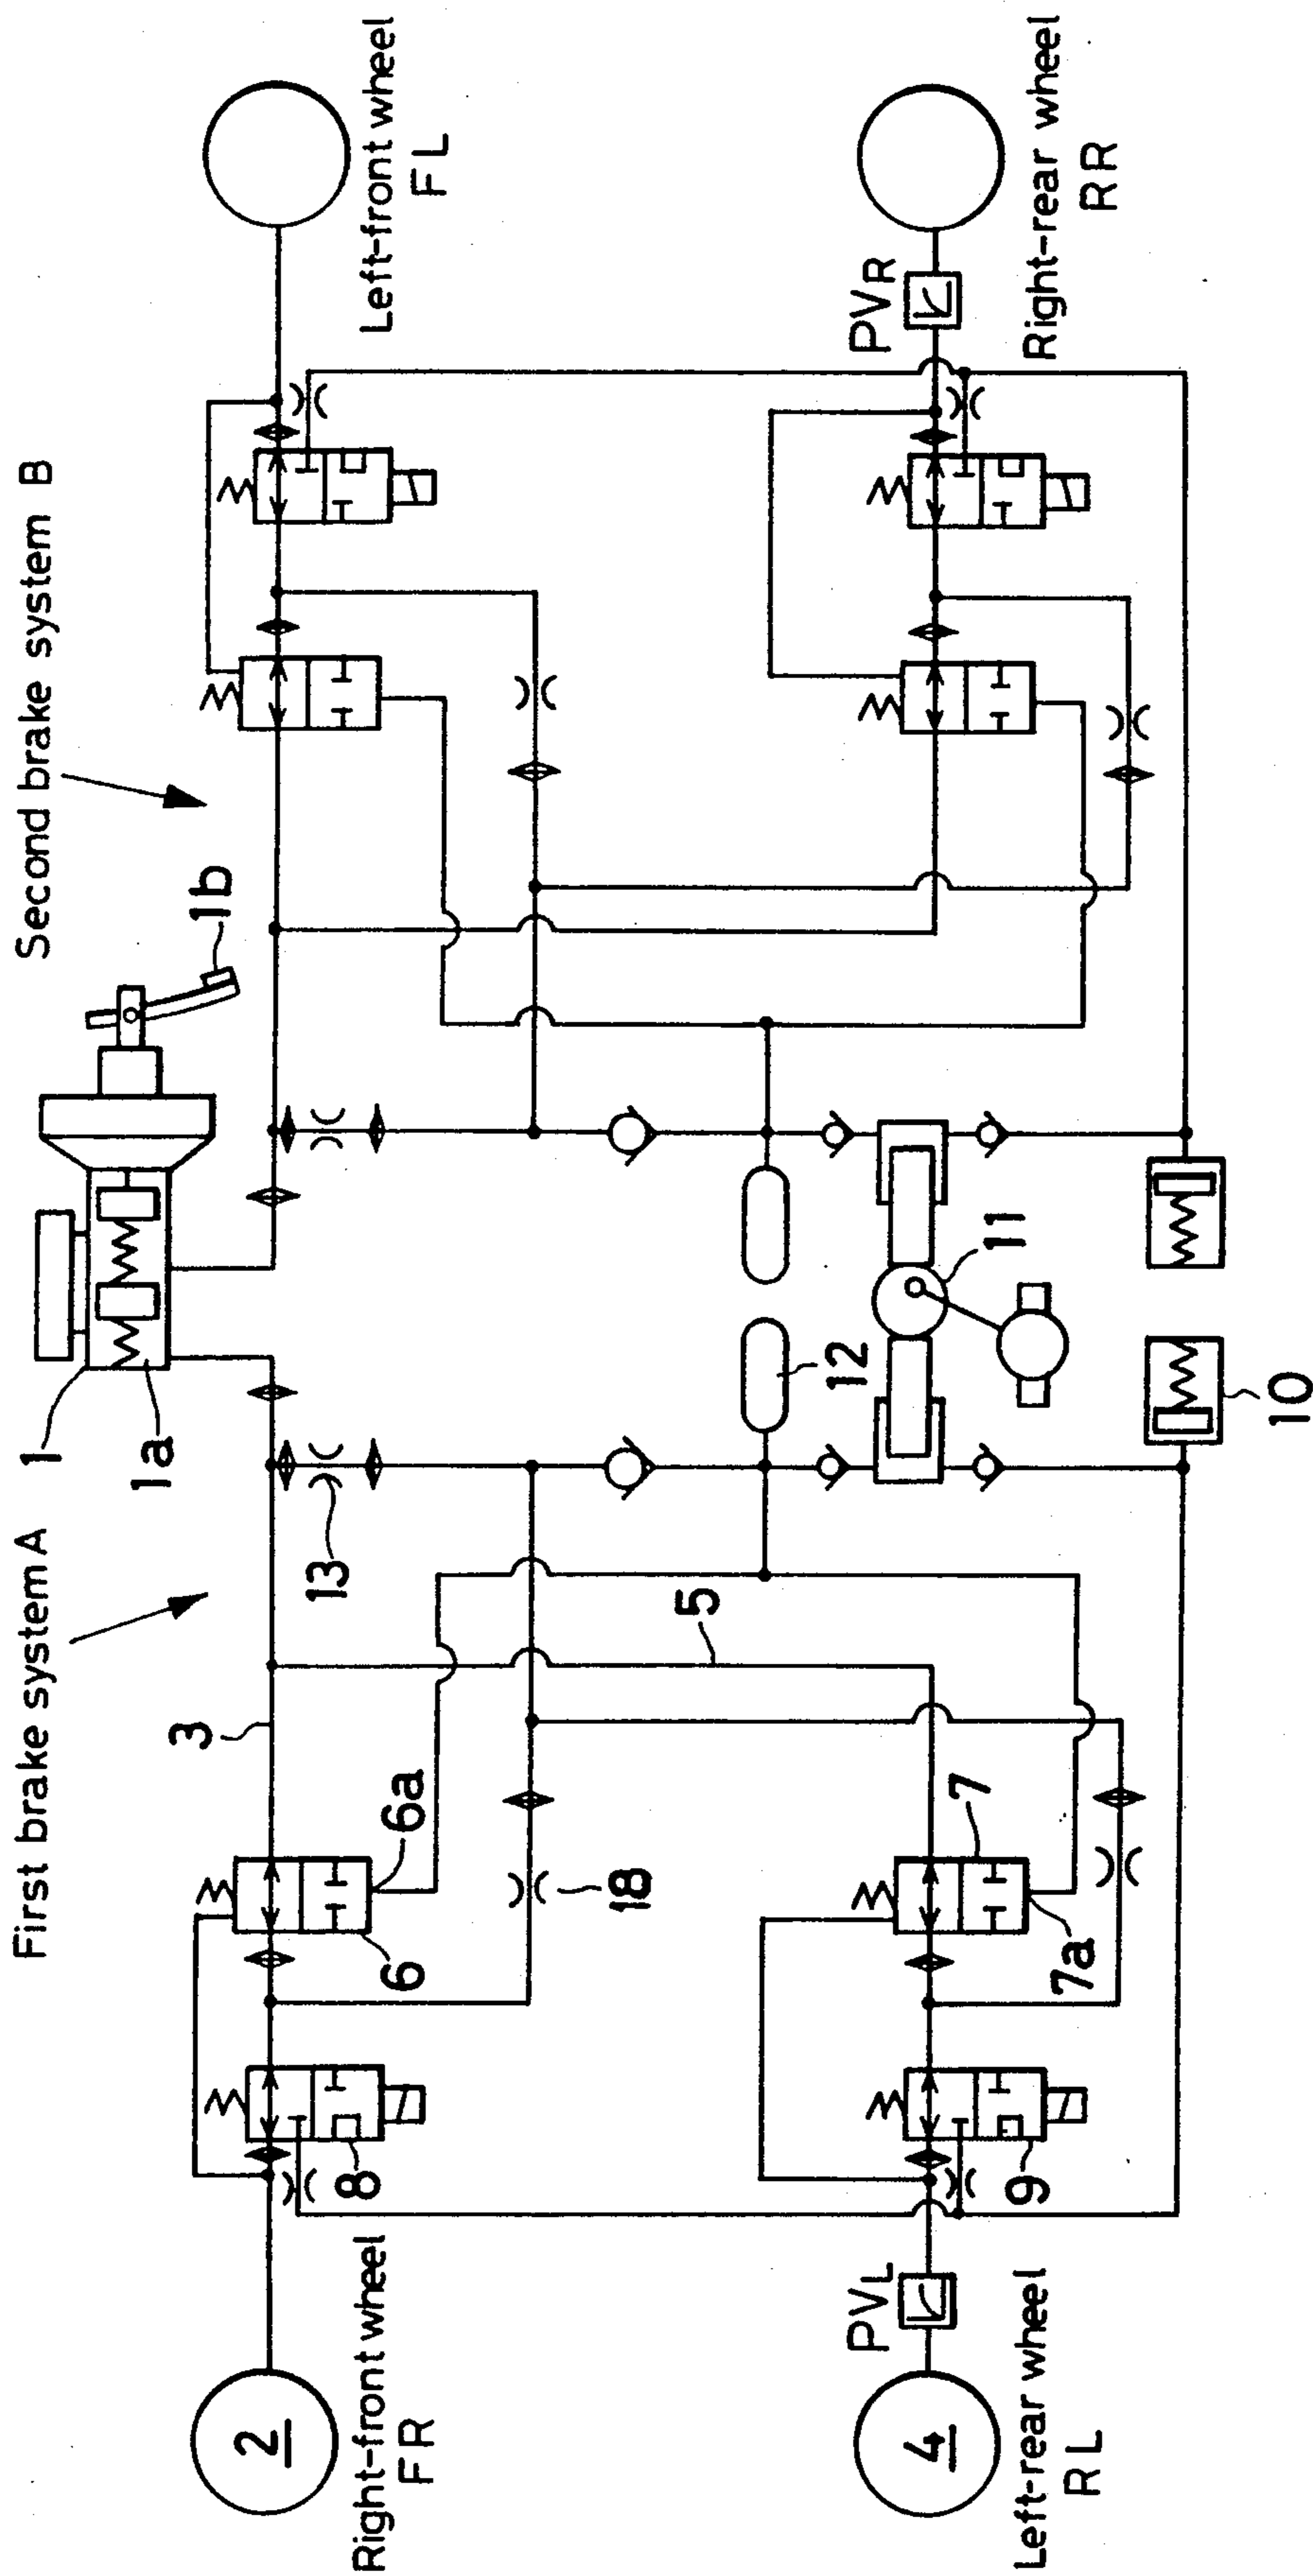 First brake system A
Second brake system B
1
1a
1b
3
13
6a
6
8
2
Right-front wheel
FR
Left-front wheel
FL
5
18
12
11
10
7
7a
9
PVL
4
Left-rear wheel
RL
PVR
Right-rear wheel
RR